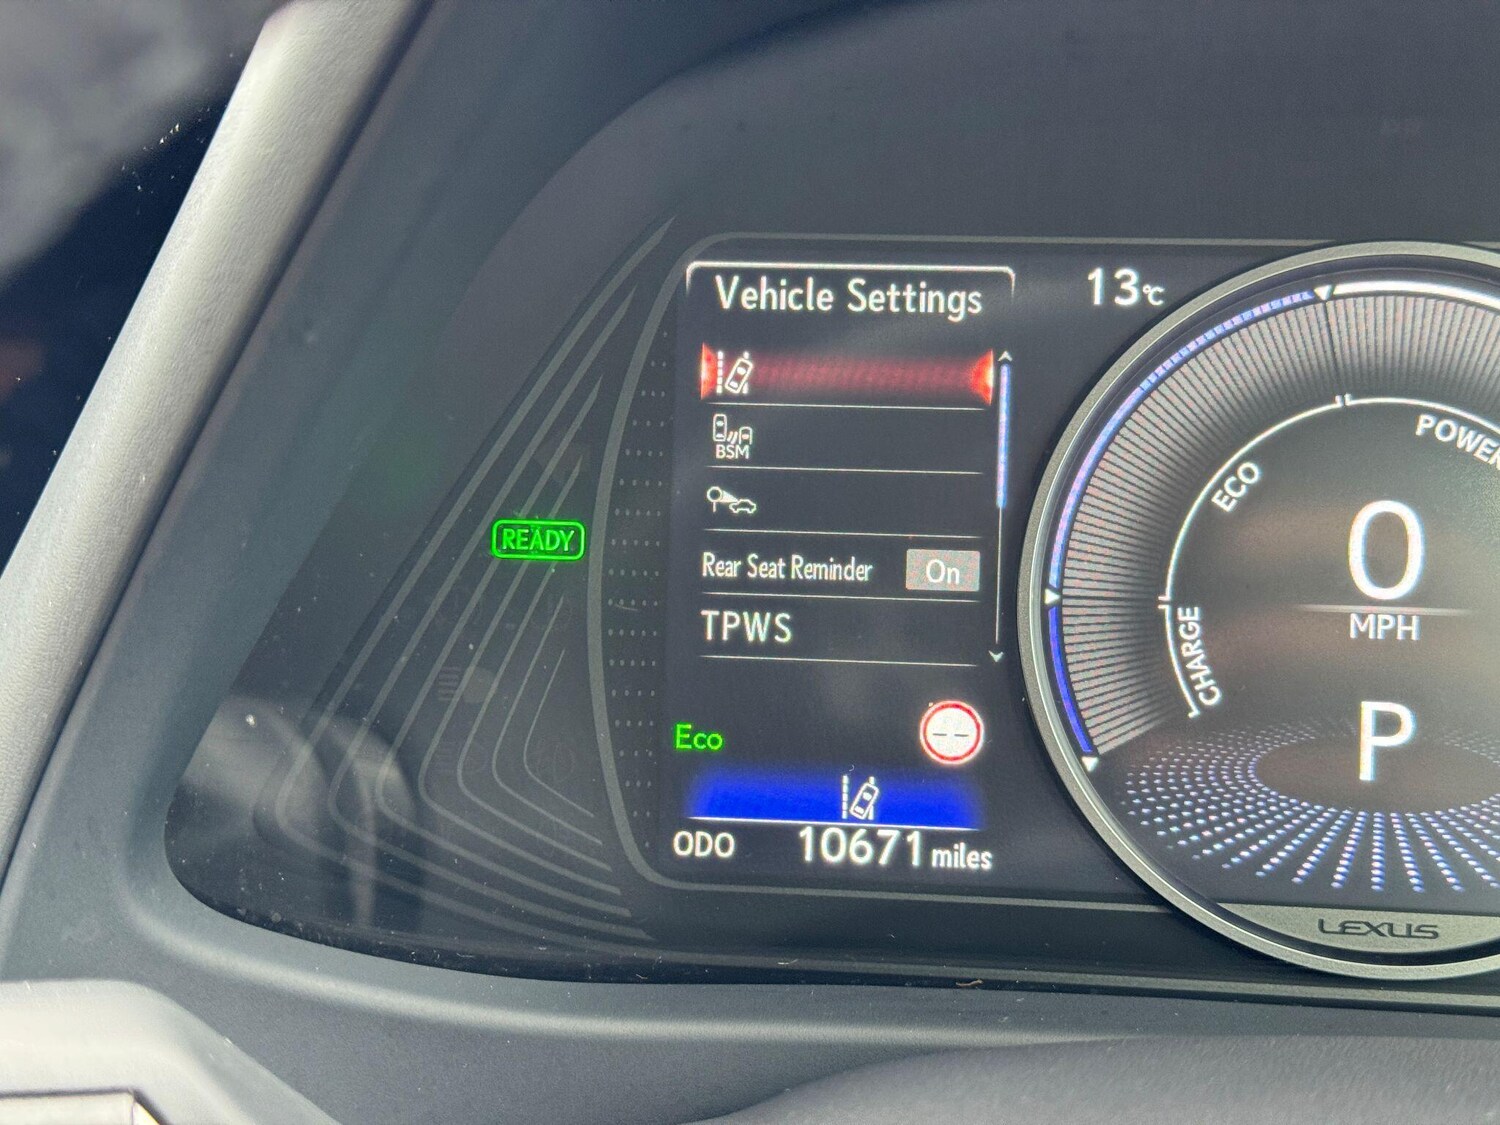 Vehicle Settings
13°C
BSM
READY
Rear Seat Reminder On
TPWS
Eco
ODO 10671 miles
POWER
ECO
CHARGE
0
MPH
P
LEXUS